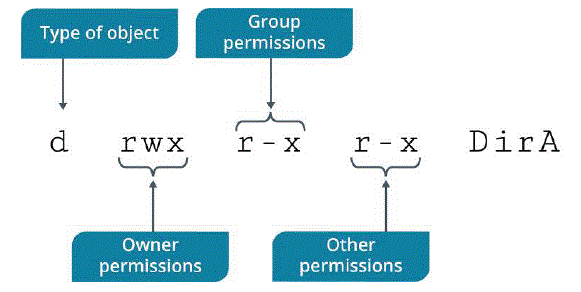 Type of object
Group
permissions
d rwx r-x r-x DirA
Owner
permissions
Other
permissions